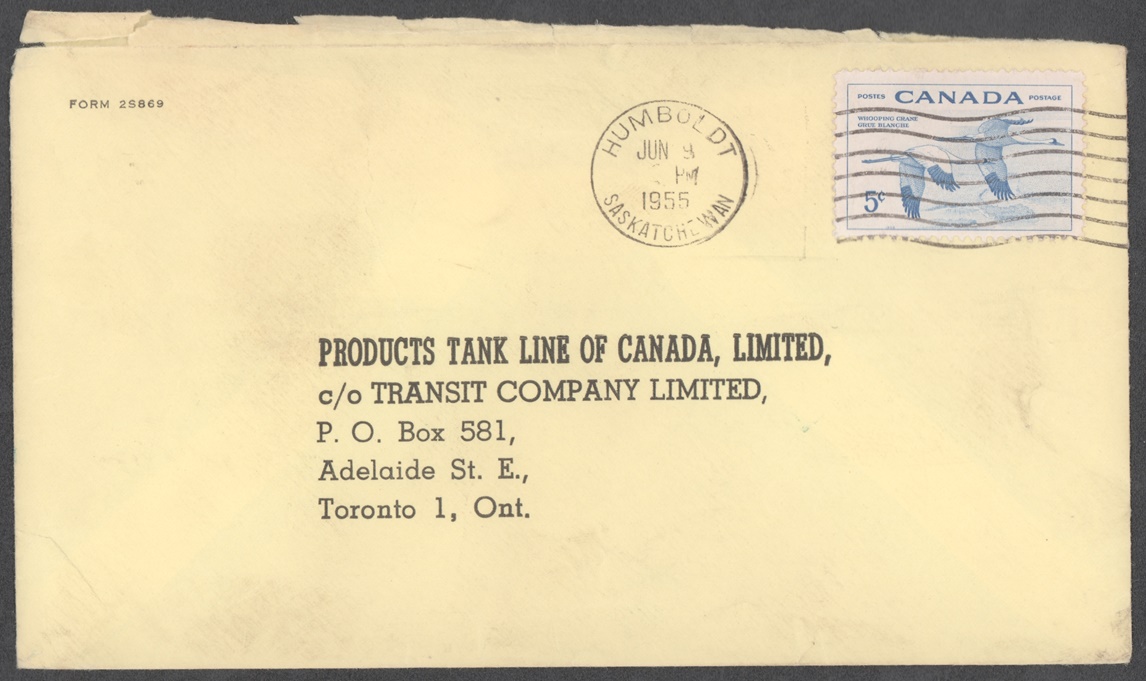 FORM 2S869
POSTES CANADA POSTAGE
WHOOPING CRANE
GRUE BLANCHE
5¢
HUMBOLDT
JUN 9
PM
1955
SASKATCHEWAN
PRODUCTS TANK LINE OF CANADA, LIMITED,
c/o TRANSIT COMPANY LIMITED,
P. O. Box 581,
Adelaide St. E.,
Toronto 1, Ont.